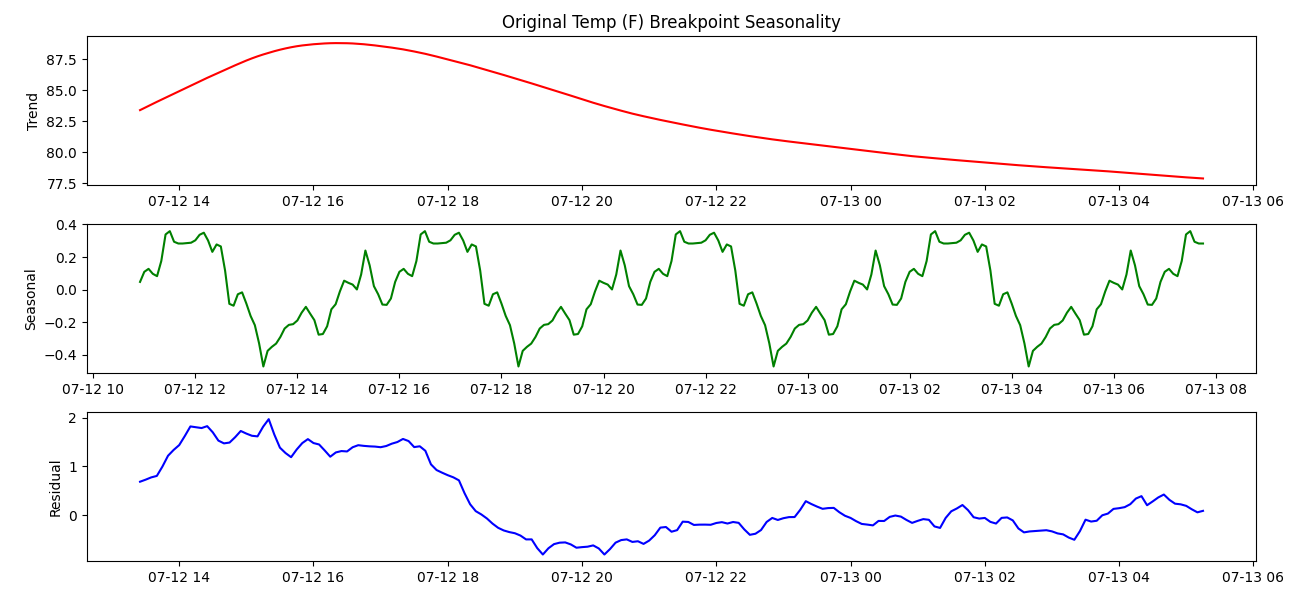 Original Temp (F) Breakpoint Seasonality
Trend
87.5
85.0
82.5
80.0
77.5
07-12 14 07-12 16 07-12 18 07-12 20 07-12 22 07-13 00 07-13 02 07-13 04 07-13 06
Seasonal
0.4
0.2
0.0
−0.2
−0.4
07-12 10 07-12 12 07-12 14 07-12 16 07-12 18 07-12 20 07-12 22 07-13 00 07-13 02 07-13 04 07-13 06 07-13 08
Residual
2
1
0
07-12 14 07-12 16 07-12 18 07-12 20 07-12 22 07-13 00 07-13 02 07-13 04 07-13 06